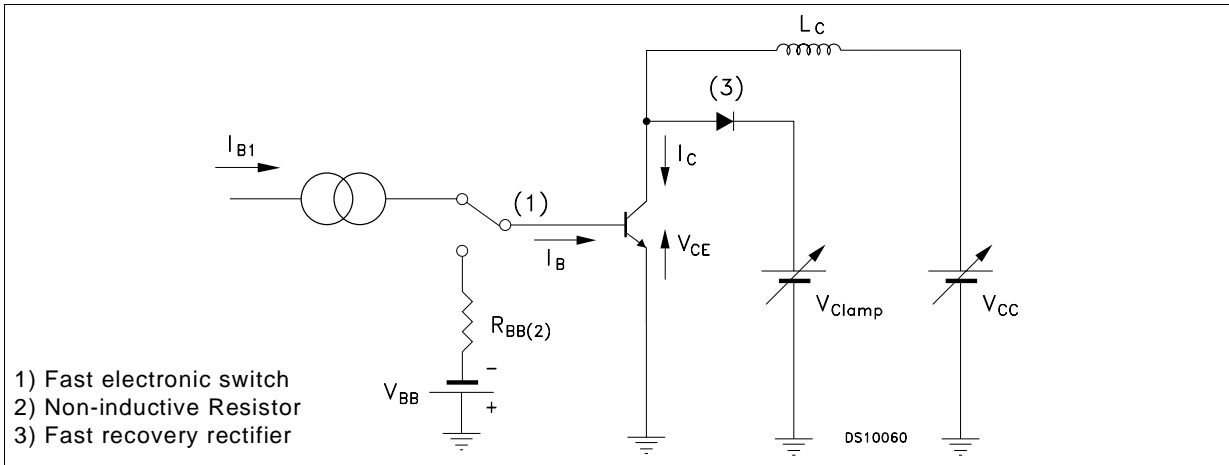 L_C
(3)
I_B1
I_C
(1)
I_B
V_CE
V_Clamp
V_CC
R_BB(2)
-
V_BB
+
1) Fast electronic switch
2) Non-inductive Resistor
3) Fast recovery rectifier
DS10060